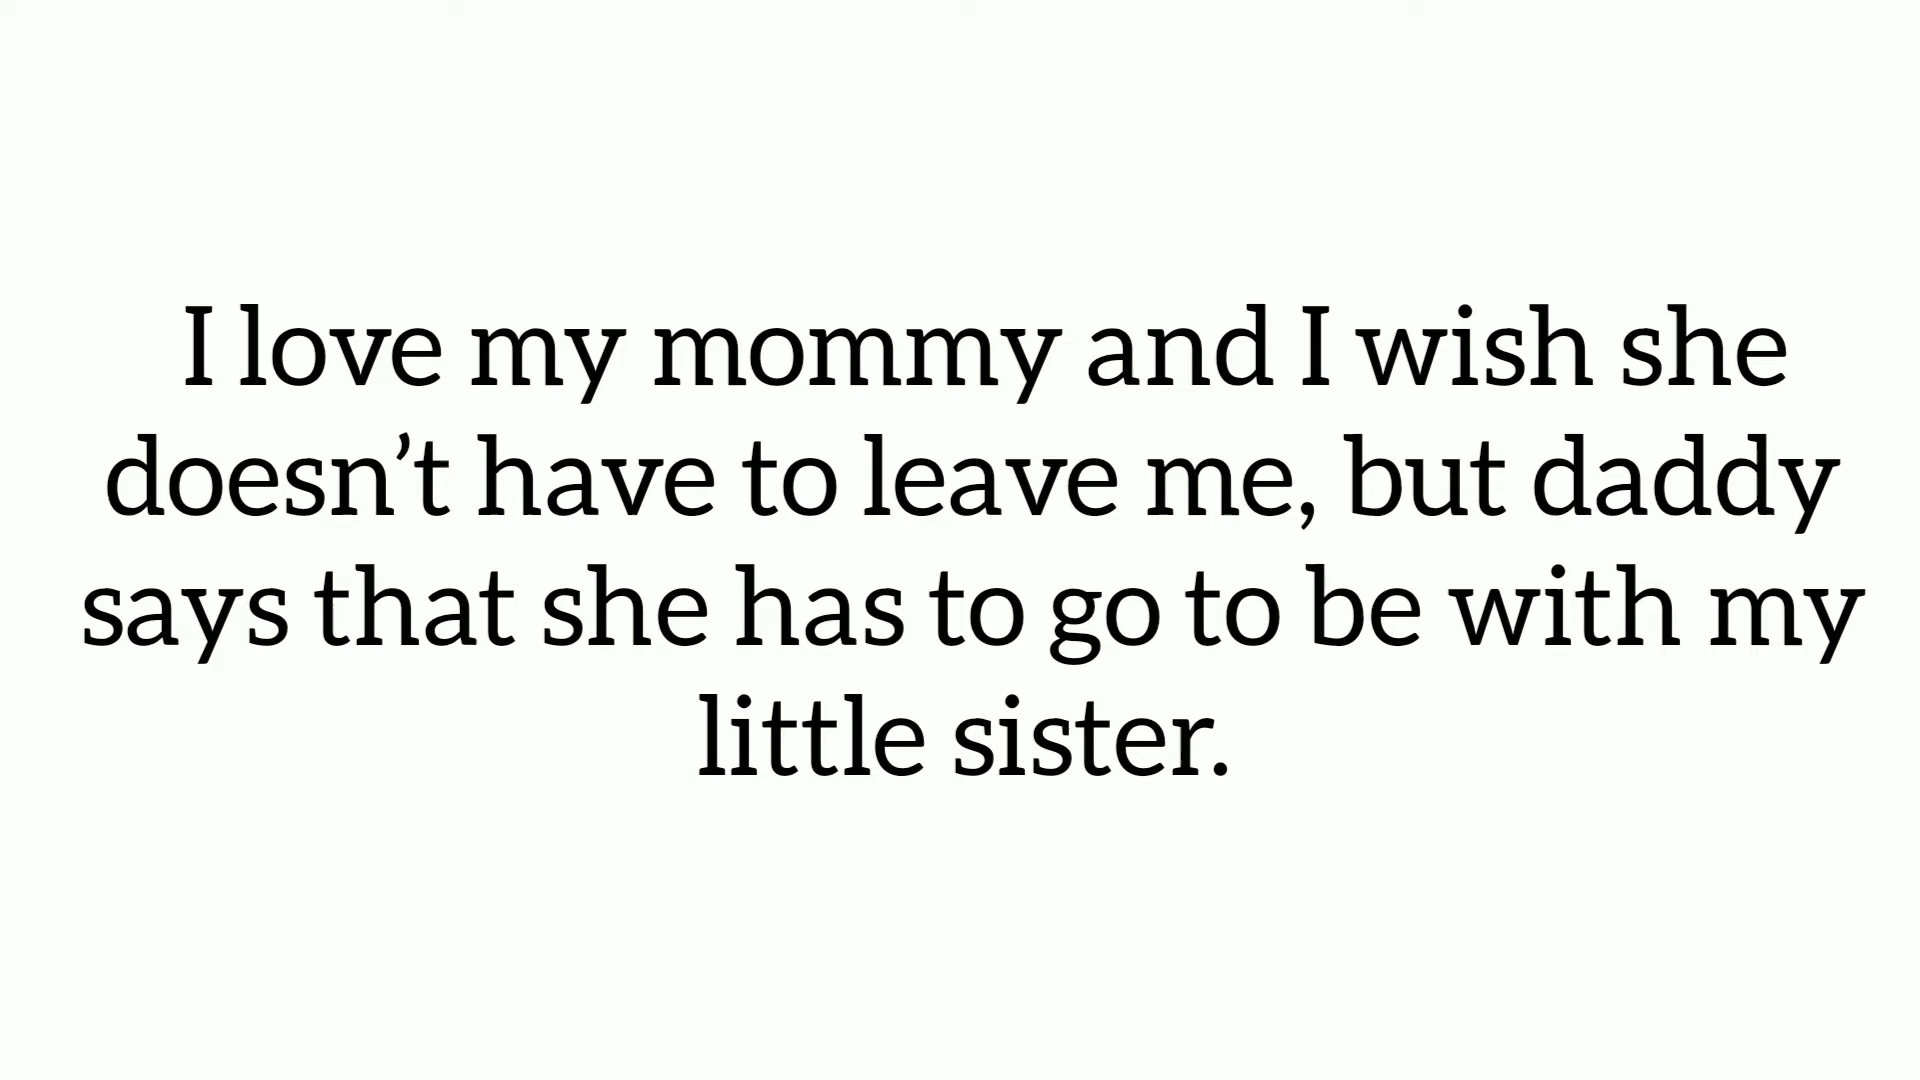 I love my mommy and I wish she
doesn’t have to leave me, but daddy
says that she has to go to be with my
little sister.